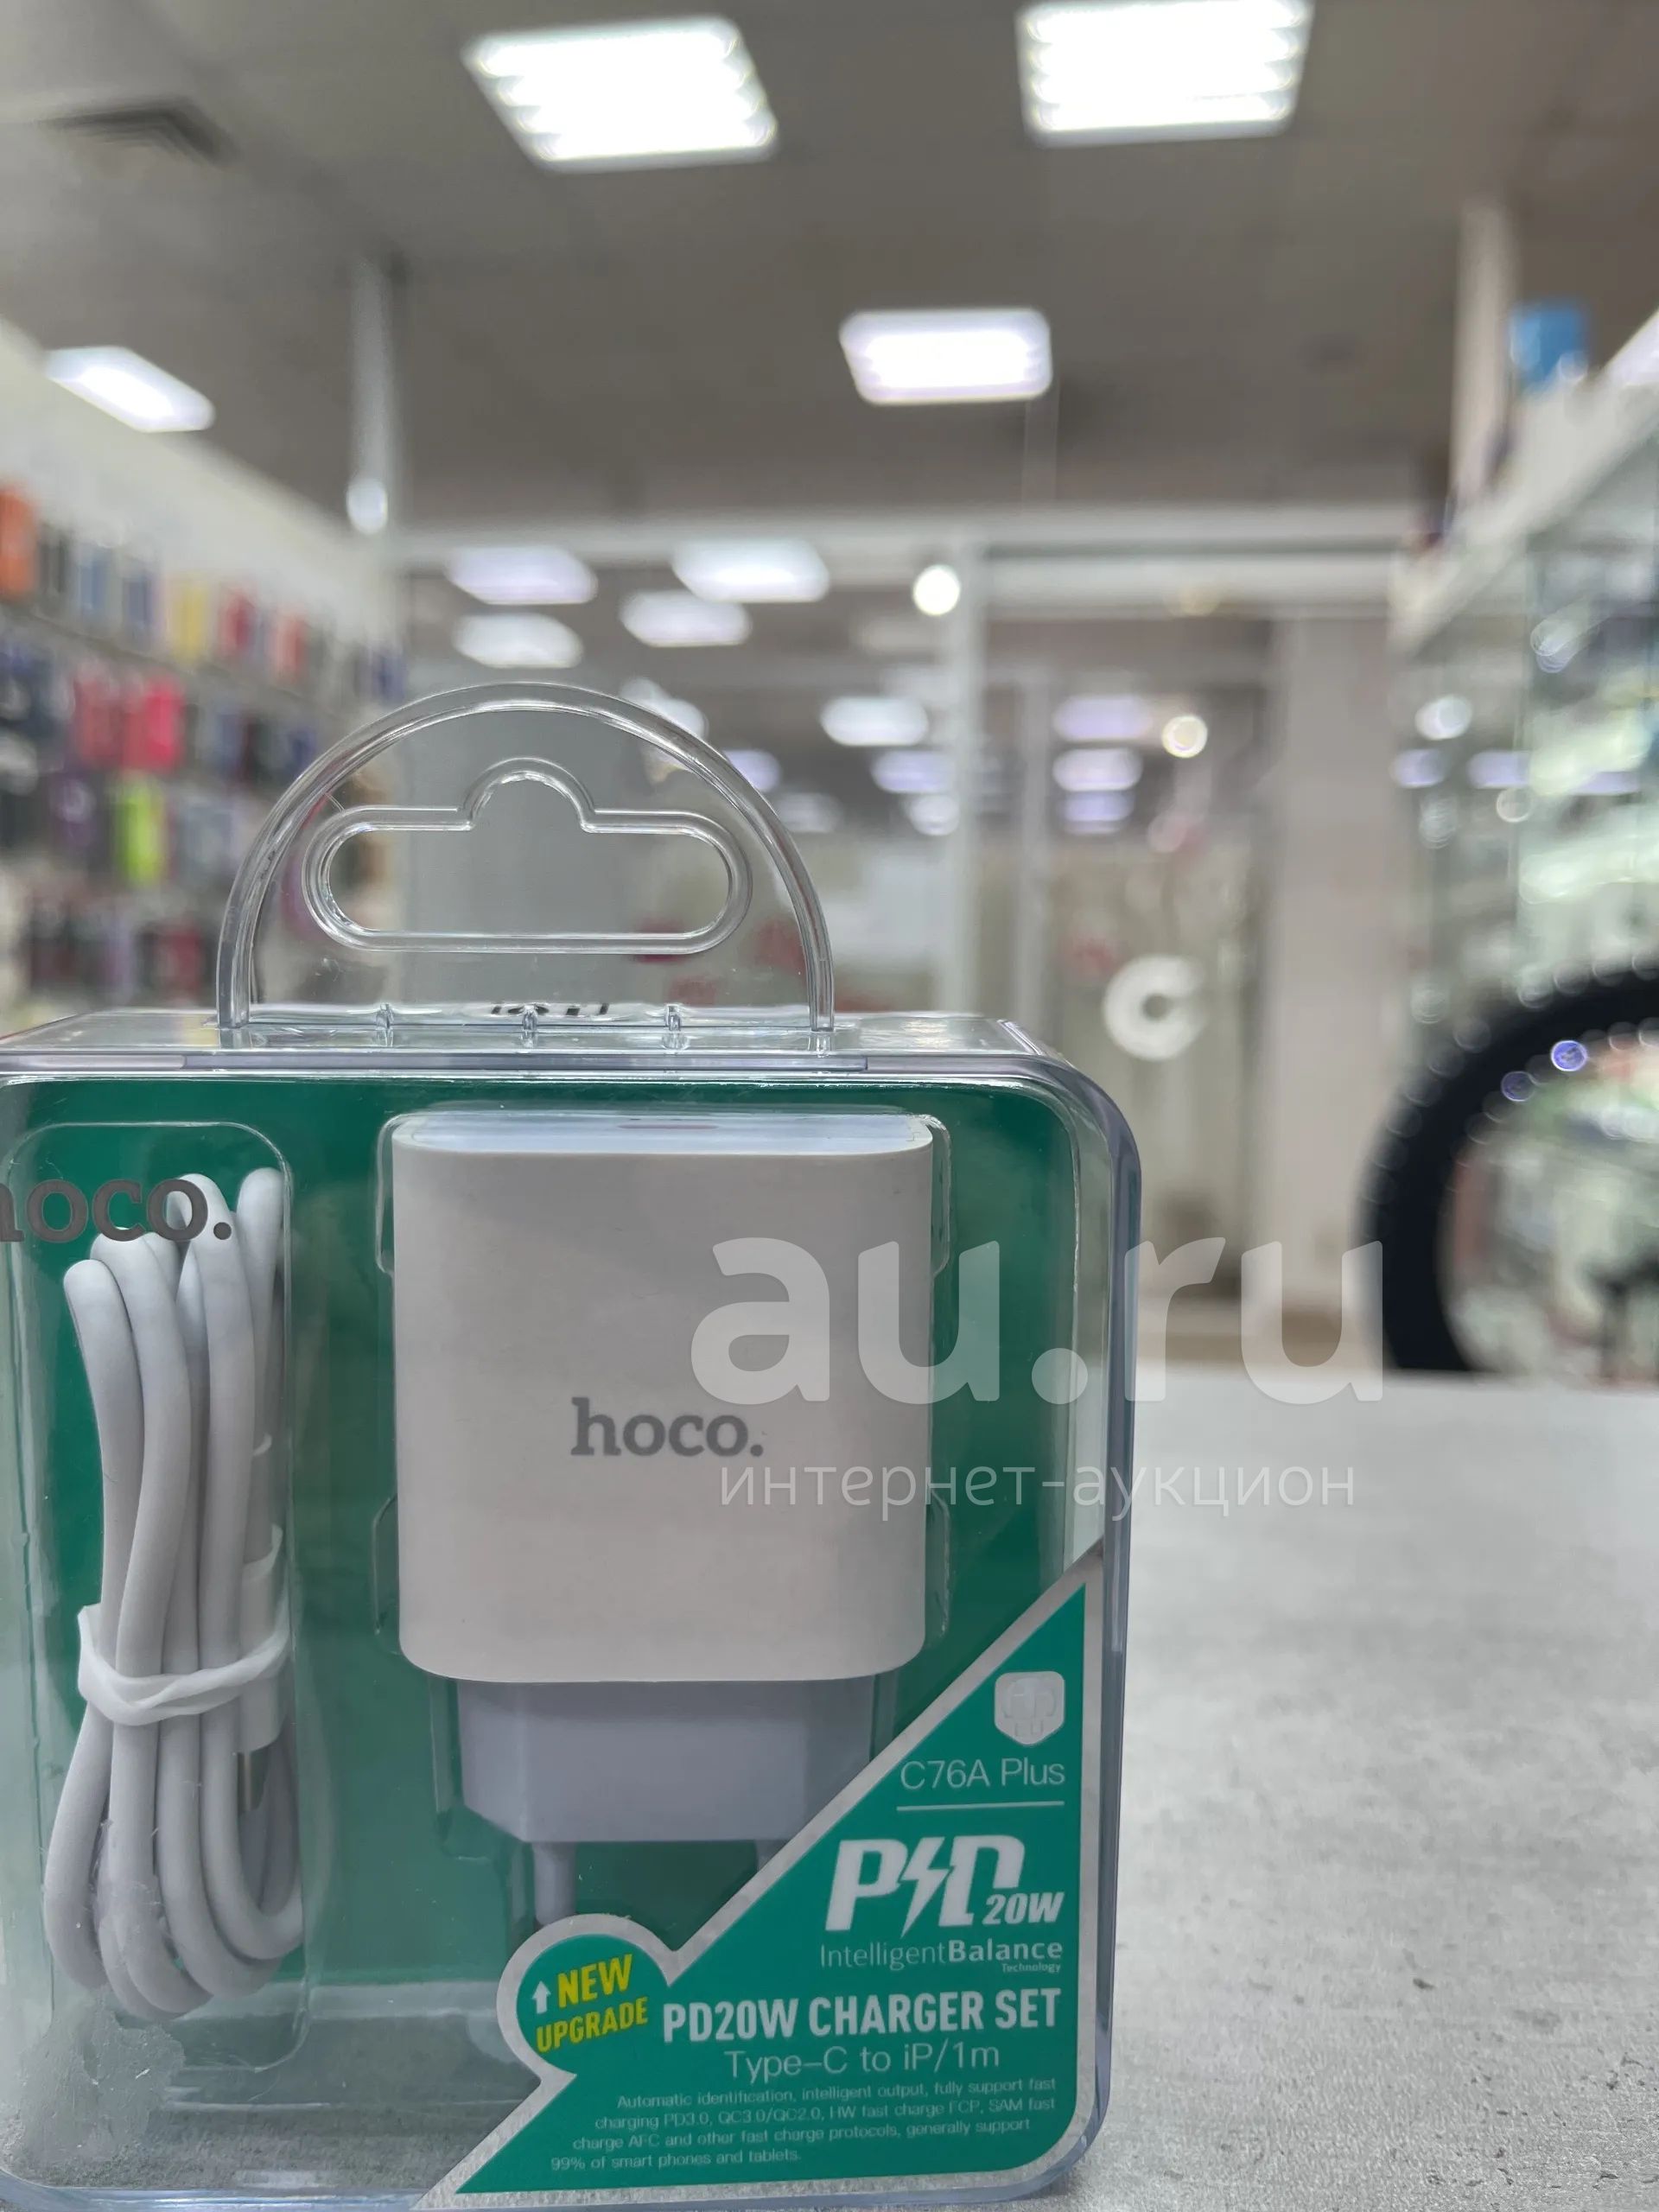 hoco.
au.ru
hoco.
интернет-аукцион
C76A Plus
PD 20W
IntelligentBalance
Technology
NEW
UPGRADE
PD20W CHARGER SET
Type-C to iP/1m
Automatic identification, intelligent output, fully support fast
charging PD3.0, QC3.0/QC2.0, HW fast charge FCP, SAM fast
charge AFC and other fast charge protocols, generally support
99% of smart phones and tablets.